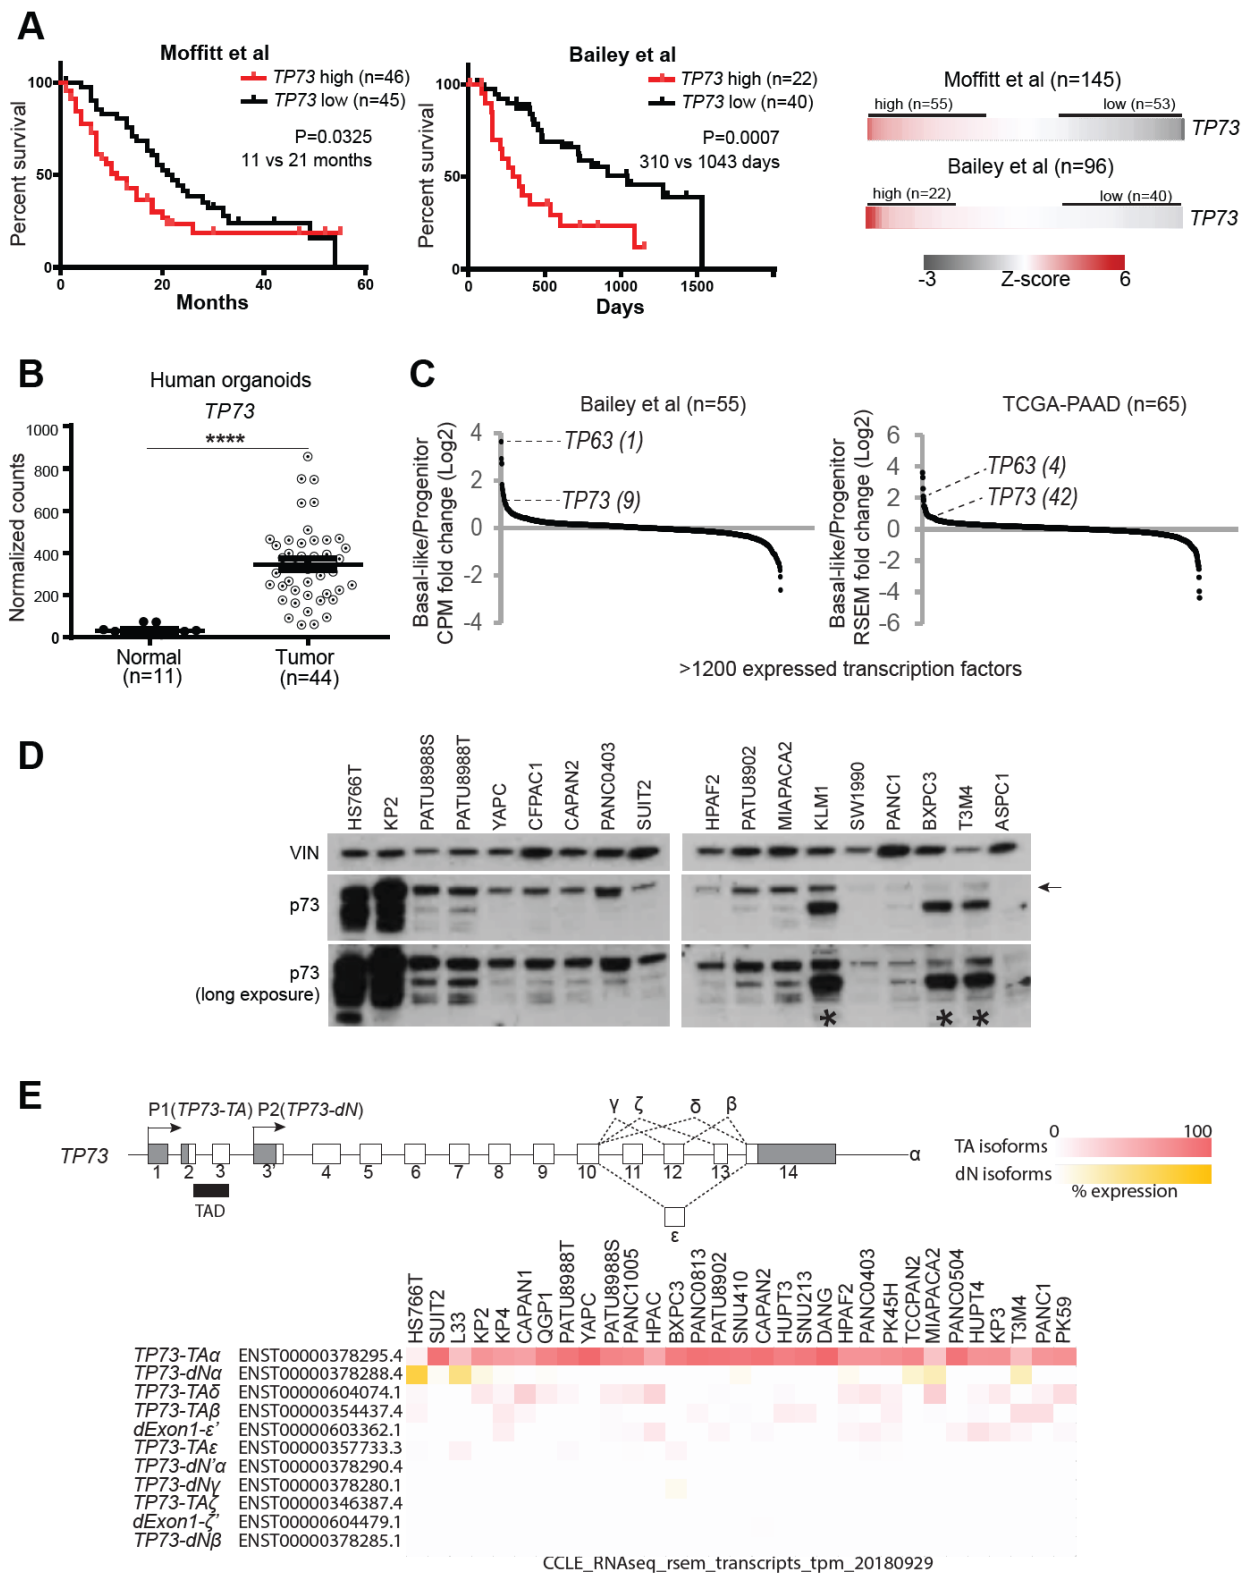 A
Moffitt et al
TP73 high (n=46)
TP73 low (n=45)
P=0.0325
11 vs 21 months
Percent survival
100
50
0
0 20 40 60
Months
Bailey et al
TP73 high (n=22)
TP73 low (n=40)
P=0.0007
310 vs 1043 days
Percent survival
100
50
0
0 500 1000 1500
Days
Moffitt et al (n=145)
high (n=55) low (n=53)
TP73
Bailey et al (n=96)
high (n=22) low (n=40)
TP73
-3 Z-score 6
B
Human organoids
TP73
****
Normalized counts
1000
800
600
400
200
0
Normal Tumor
(n=11) (n=44)
C
Bailey et al (n=55)
Basal-like/Progenitor
CPM fold change (Log2)
4
2
0
-2
-4
TP63 (1)
TP73 (9)
TCGA-PAAD (n=65)
Basal-like/Progenitor
RSEM fold change (Log2)
6
4
2
0
-2
-4
-6
TP63 (4)
TP73 (42)
>1200 expressed transcription factors
D
HS766T KP2 PATU8988S PATU8988T YAPC CFPAC1 CAPAN2 PANC0403 SUIT2
HPAF2 PATU8902 MIAPACA2 KLM1 SW1990 PANC1 BXPC3 T3M4 ASPC1
VIN
p73
p73
(long exposure)
* * *
E
P1(TP73-TA) P2(TP73-dN)
γ ζ δ β
TP73
α
1 2 3 3' 4 5 6 7 8 9 10 11 12 13 14
TAD
ε
0 100
TA isoforms
dN isoforms
% expression
HS766T SUIT2 L33 KP2 KP4 CAPAN1 QGP1 PATU8988T YAPC PATU8988S PANC1005 HPAC BXPC3 PANC0813 PATU8902 SNU410 CAPAN2 HUPT3 SNU213 DANG HPAF2 PANC0403 PK45H TCCPAN2 MIAPACA2 PANC0504 HUPT4 KP3 T3M4 PANC1 PK59
TP73-TAα ENST00000378295.4
TP73-dNα ENST00000378288.4
TP73-TAδ ENST00000604074.1
TP73-TAβ ENST00000354437.4
dExon1-ε' ENST00000603362.1
TP73-TAε ENST00000357733.3
TP73-dN'α ENST00000378290.4
TP73-dNγ ENST00000378280.1
TP73-TAζ ENST00000346387.4
dExon1-ζ' ENST00000604479.1
TP73-dNβ ENST00000378285.1
CCLE_RNAseq_rsem_transcripts_tpm_20180929